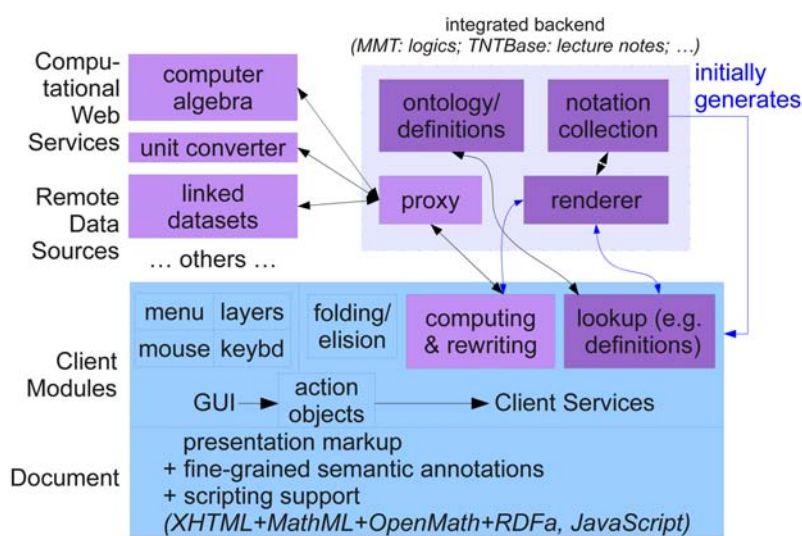 integrated backend
(MMT: logics; TNTBase: lecture notes; …)
Compu-
tational
Web
Services
computer
algebra
unit converter
Remote
Data
Sources
linked
datasets
… others …
ontology/
definitions
notation
collection
initially
generates
proxy
renderer
Client
Modules
menu
layers
mouse
keybd
folding/
elision
computing
& rewriting
lookup (e.g.
definitions)
GUI
action
objects
Client Services
Document
presentation markup
+ fine-grained semantic annotations
+ scripting support
(XHTML+MathML+OpenMath+RDFa, JavaScript)